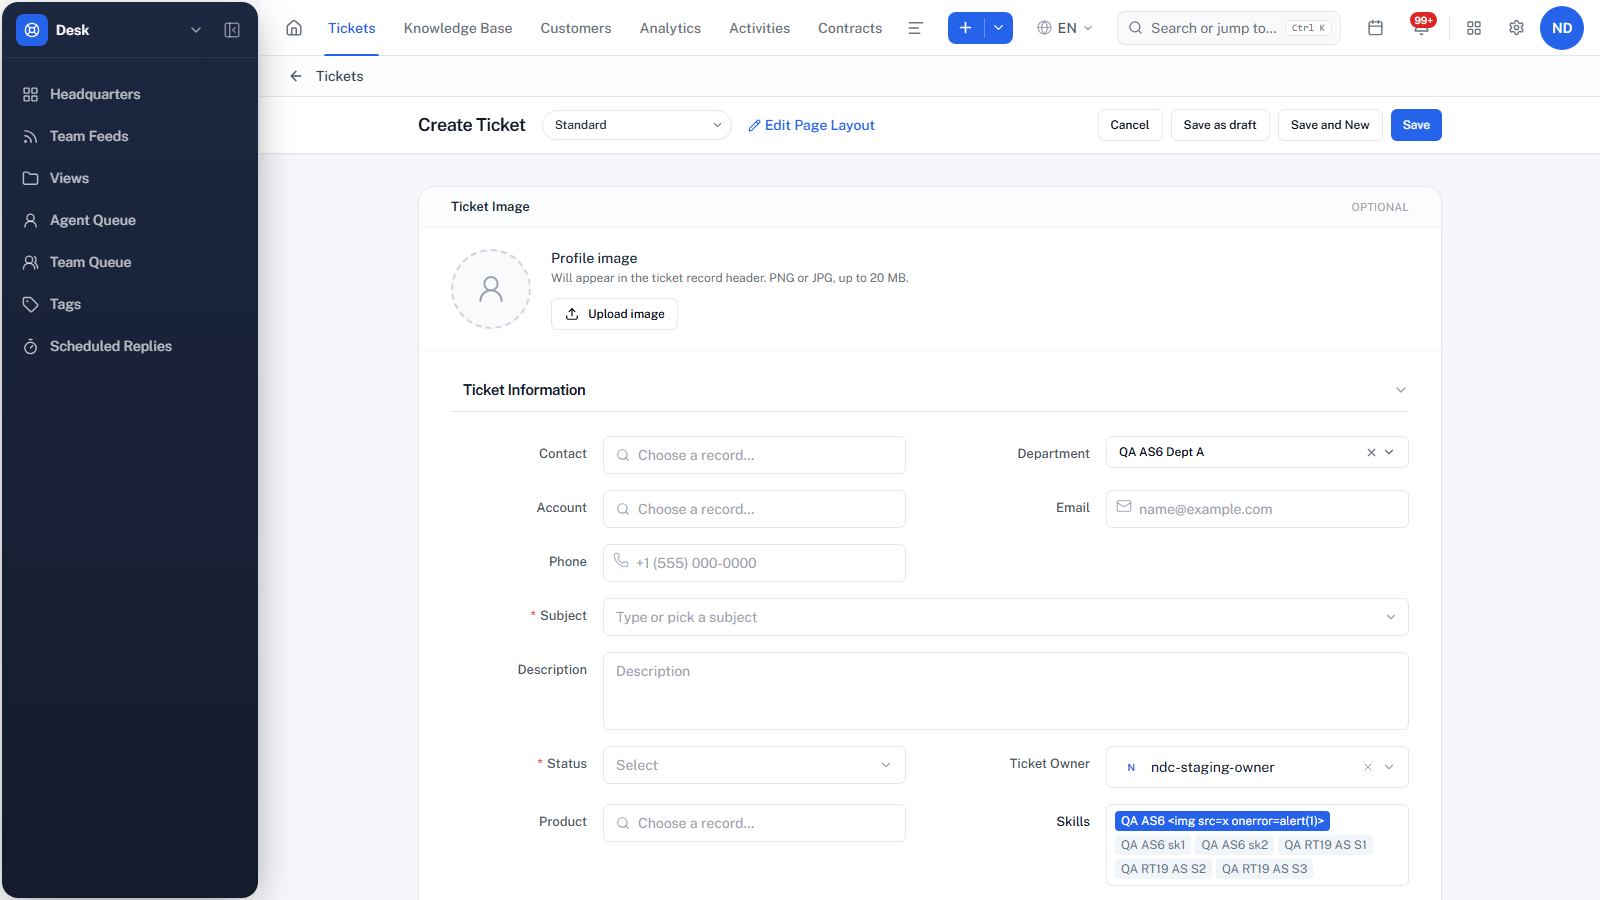 Desk
Headquarters
Team Feeds
Views
Agent Queue
Team Queue
Tags
Scheduled Replies
Tickets
Knowledge Base
Customers
Analytics
Activities
Contracts
EN
Search or jump to...
Ctrl K
99+
ND
Tickets
Create Ticket
Standard
Edit Page Layout
Cancel
Save as draft
Save and New
Save
Ticket Image
OPTIONAL
Profile image
Will appear in the ticket record header. PNG or JPG, up to 20 MB.
Upload image
Ticket Information
Contact
Choose a record...
Department
QA AS6 Dept A
Account
Choose a record...
Email
name@example.com
Phone
+1 (555) 000-0000
* Subject
Type or pick a subject
Description
Description
* Status
Select
Ticket Owner
N
ndc-staging-owner
Product
Choose a record...
Skills
QA AS6 <img src=x onerror=alert(1)>
QA AS6 sk1
QA AS6 sk2
QA RT19 AS S1
QA RT19 AS S2
QA RT19 AS S3